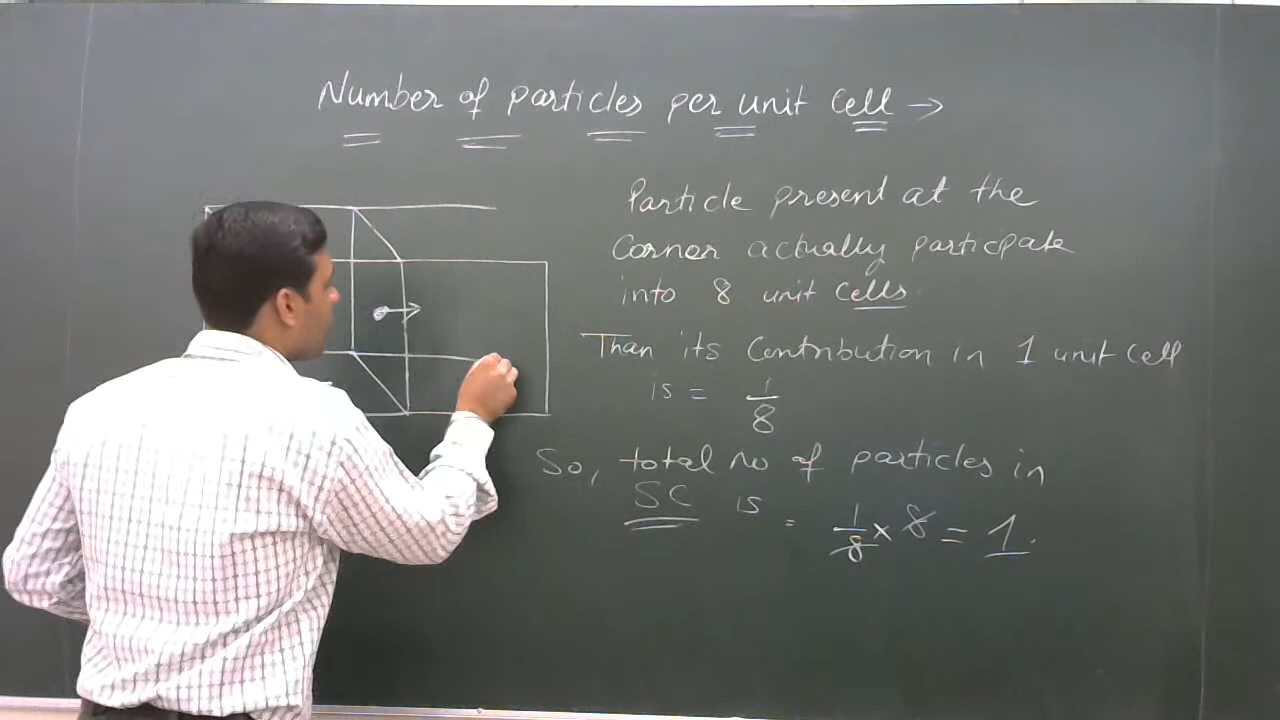 Number of particles per unit cell →
Particle present at the
Corner actually particpate
into 8 unit cells
Than its Contribution in 1 unit cell
is = 1/8
So, total no of particles in
SC is = 1/8 × 8 = 1.